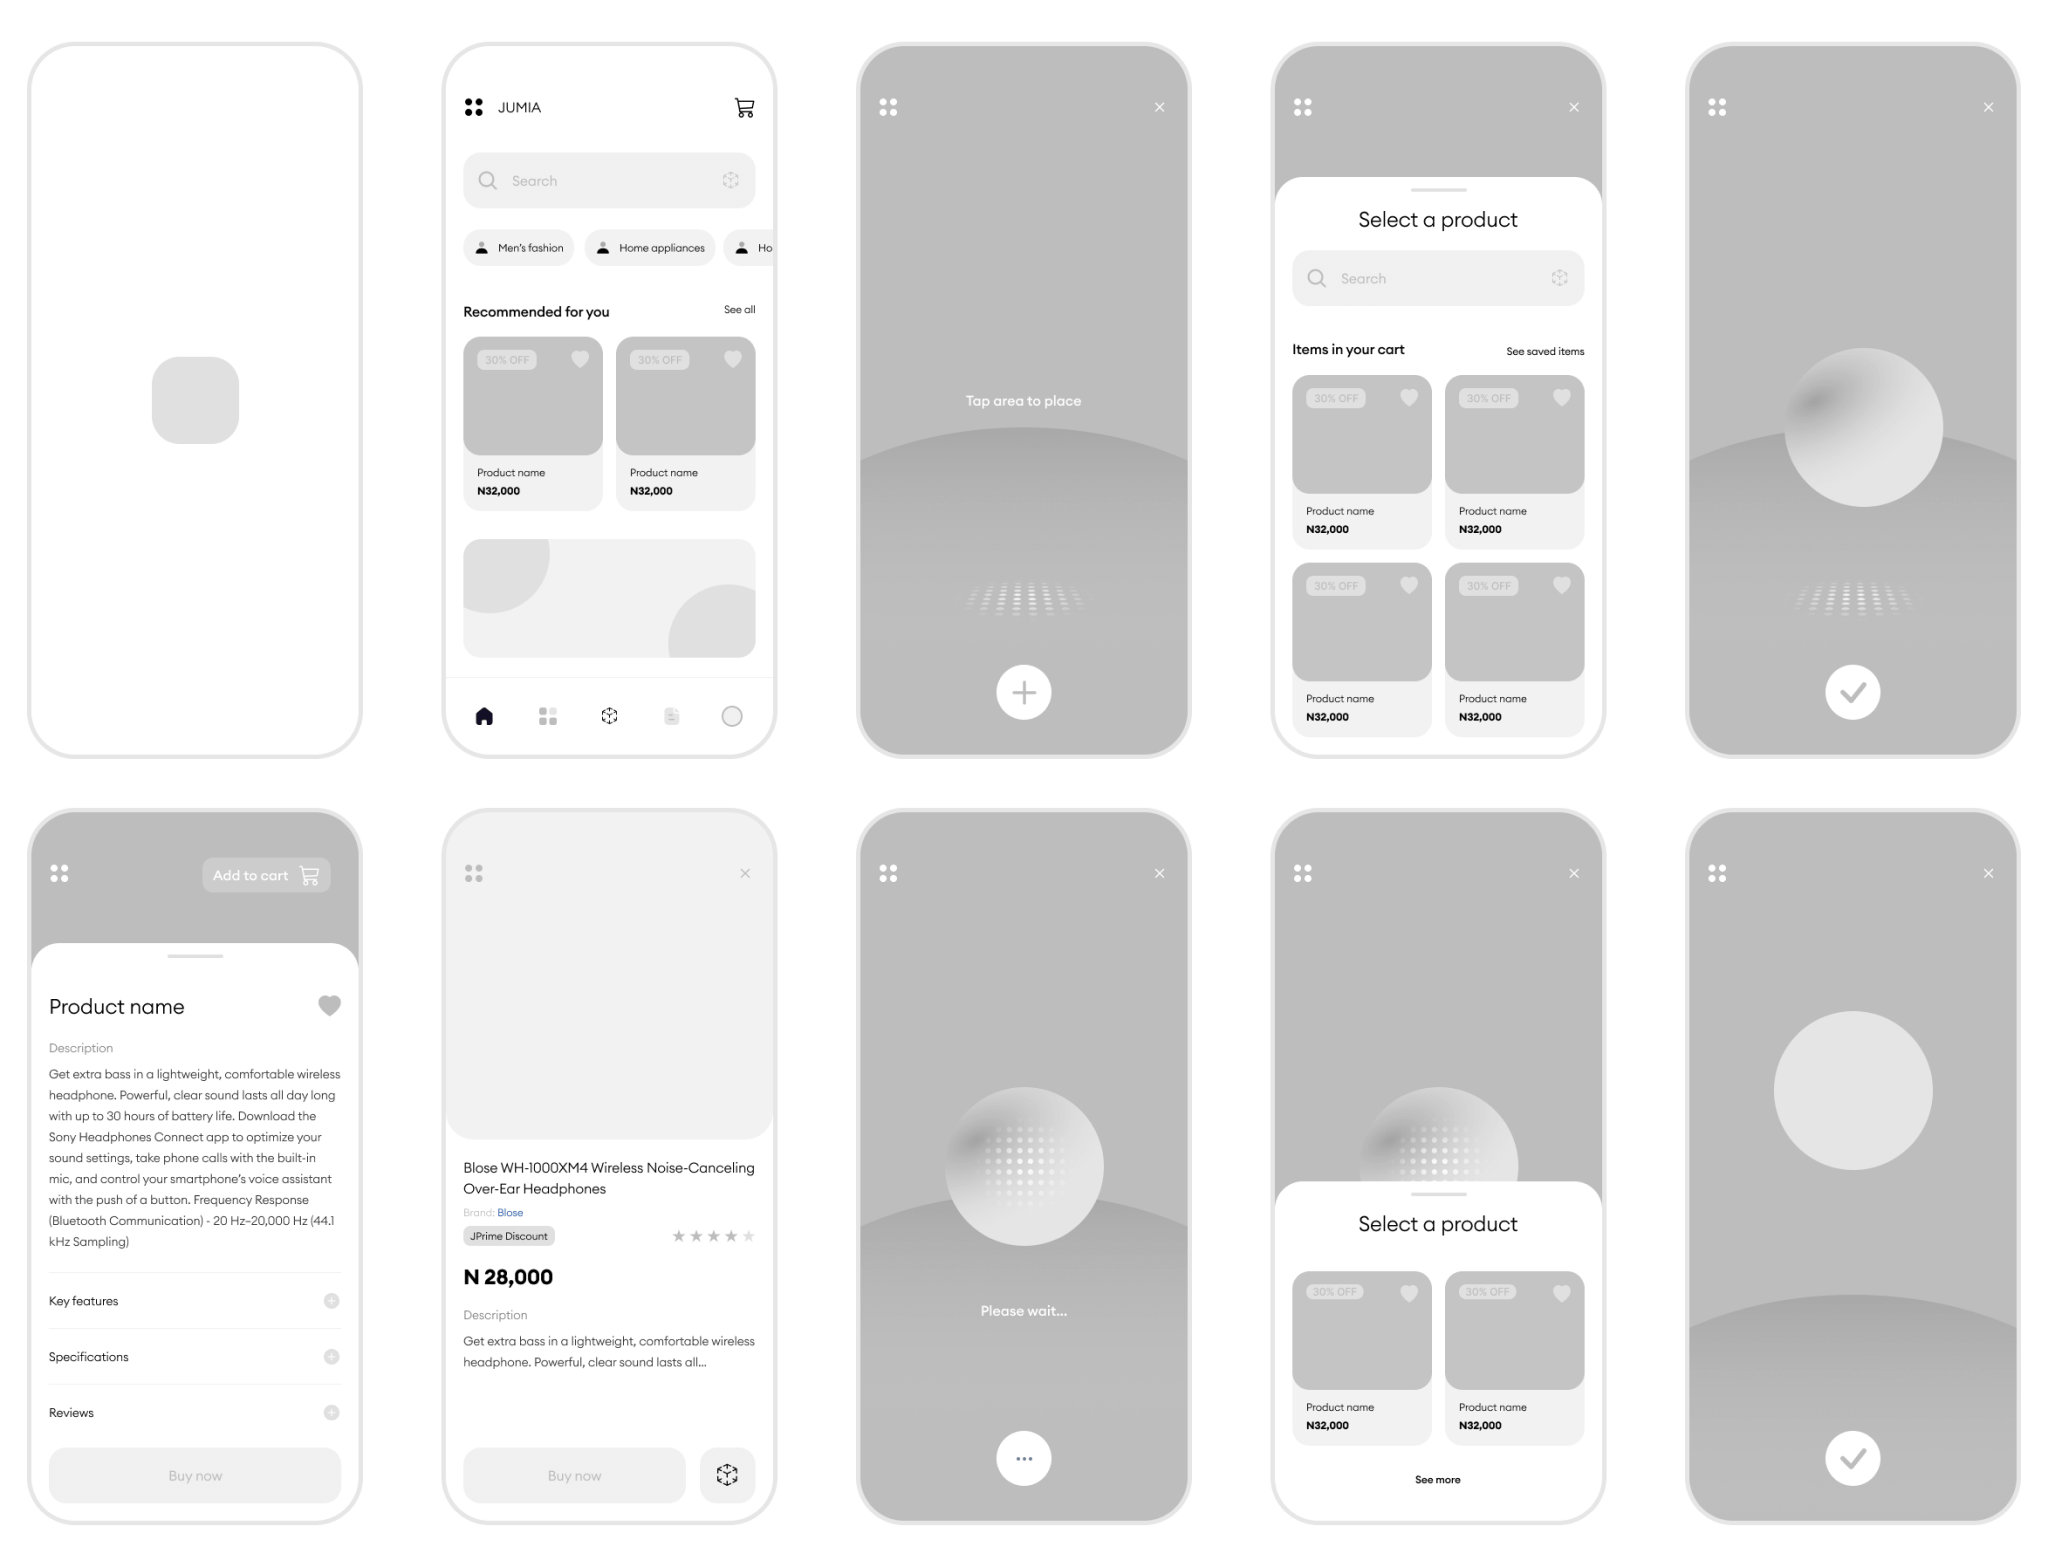 JUMIA
Search
Men's fashion
Home appliances
Ho
Recommended for you
See all
30% OFF
30% OFF
Product name
N32,000
Product name
N32,000
Tap area to place
Select a product
Search
Items in your cart
See saved items
30% OFF
30% OFF
Product name
N32,000
Product name
N32,000
30% OFF
30% OFF
Product name
N32,000
Product name
N32,000
Add to cart
Product name
Description
Get extra bass in a lightweight, comfortable wireless
headphone. Powerful, clear sound lasts all day long
with up to 30 hours of battery life. Download the
Sony Headphones Connect app to optimize your
sound settings, take phone calls with the built-in
mic, and control your smartphone's voice assistant
with the push of a button. Frequency Response
(Bluetooth Communication) - 20 Hz–20,000 Hz (44.1
kHz Sampling)
Key features
Specifications
Reviews
Buy now
Blose WH-1000XM4 Wireless Noise-Canceling
Over-Ear Headphones
Brand: Blose
JPrime Discount
N 28,000
Description
Get extra bass in a lightweight, comfortable wireless
headphone. Powerful, clear sound lasts all...
Buy now
Please wait...
Select a product
30% OFF
30% OFF
Product name
N32,000
Product name
N32,000
See more